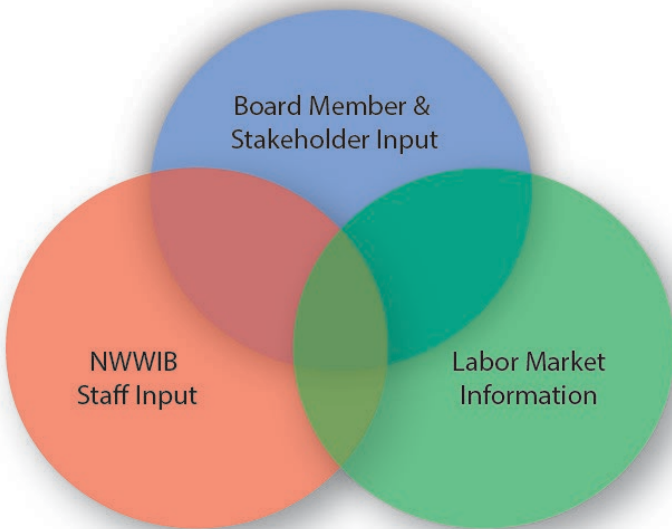 Board Member &
Stakeholder Input
NWWIB
Staff Input
Labor Market
Information